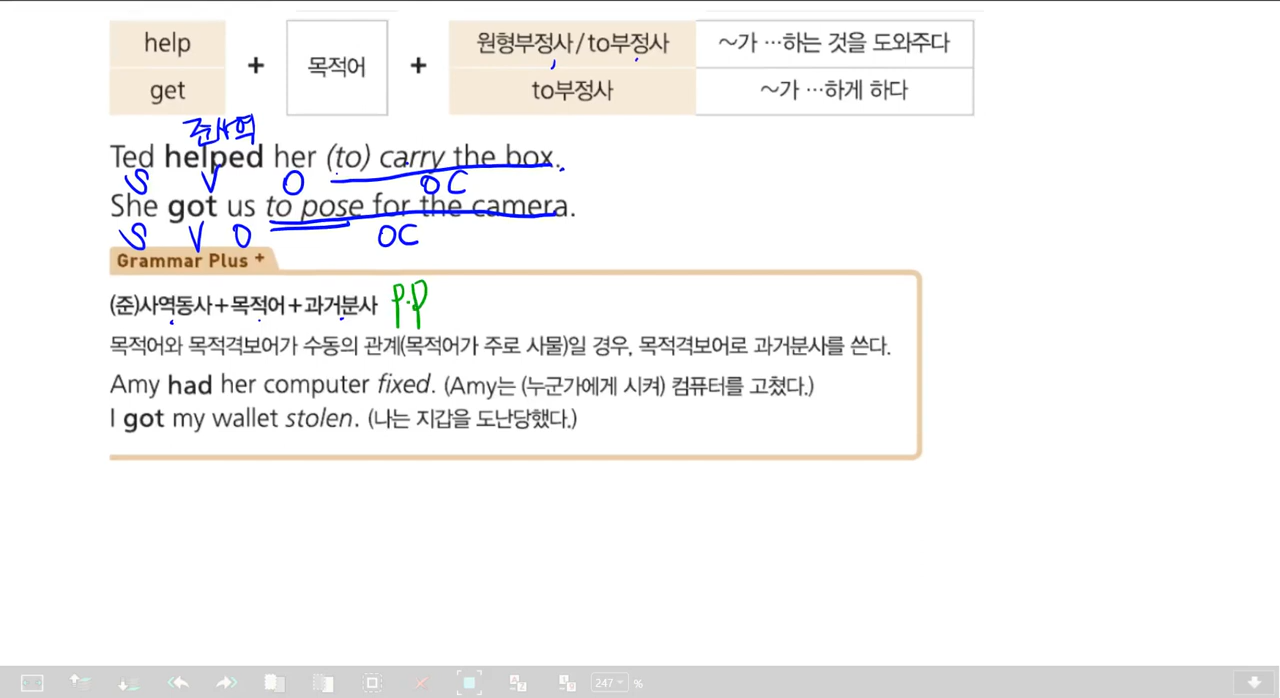 help + 목적어 + 원형부정사/to부정사 ~가 …하는 것을 도와주다
get to부정사 ~가 …하게 하다
준사역
Ted helped her (to) carry the box.
S V O OC
She got us to pose for the camera.
S V O OC
Grammar Plus +
(준)사역동사+목적어+과거분사 p.p
목적어와 목적격보어가 수동의 관계(목적어가 주로 사물)일 경우, 목적격보어로 과거분사를 쓴다.
Amy had her computer fixed. (Amy는 (누군가에게 시켜) 컴퓨터를 고쳤다.)
I got my wallet stolen. (나는 지갑을 도난당했다.)
247 %